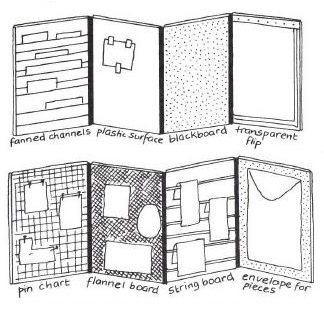 fanned channels plastic surface blackboard transparent
flip
pin chart flannel board string board envelope for
pieces